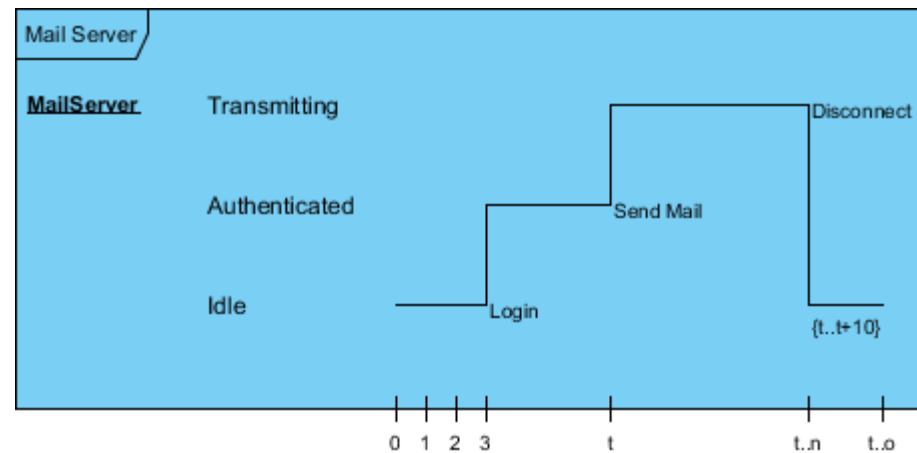 Mail Server
MailServer
Transmitting
Disconnect
Authenticated
Send Mail
Idle
Login
{t..t+10}
0 1 2 3 t t..n t..o